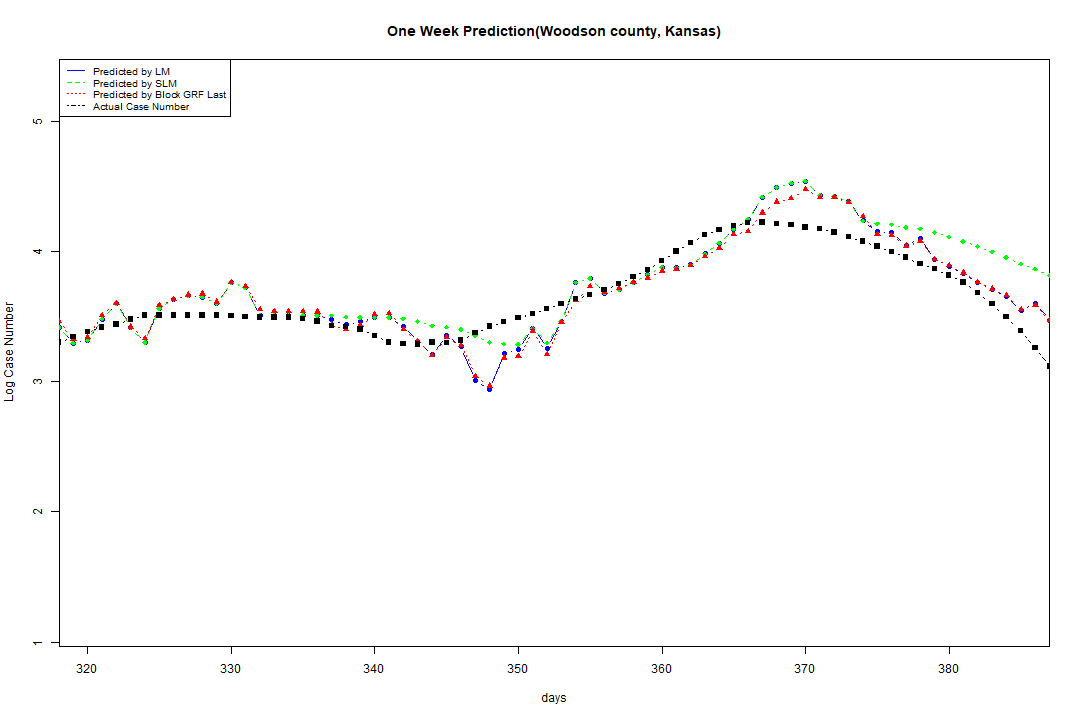 One Week Prediction(Woodson county, Kansas)
Predicted by LM
Predicted by SLM
Predicted by Block GRF Last
Actual Case Number
5
4
3
2
1
Log Case Number
320 330 340 350 360 370 380
days